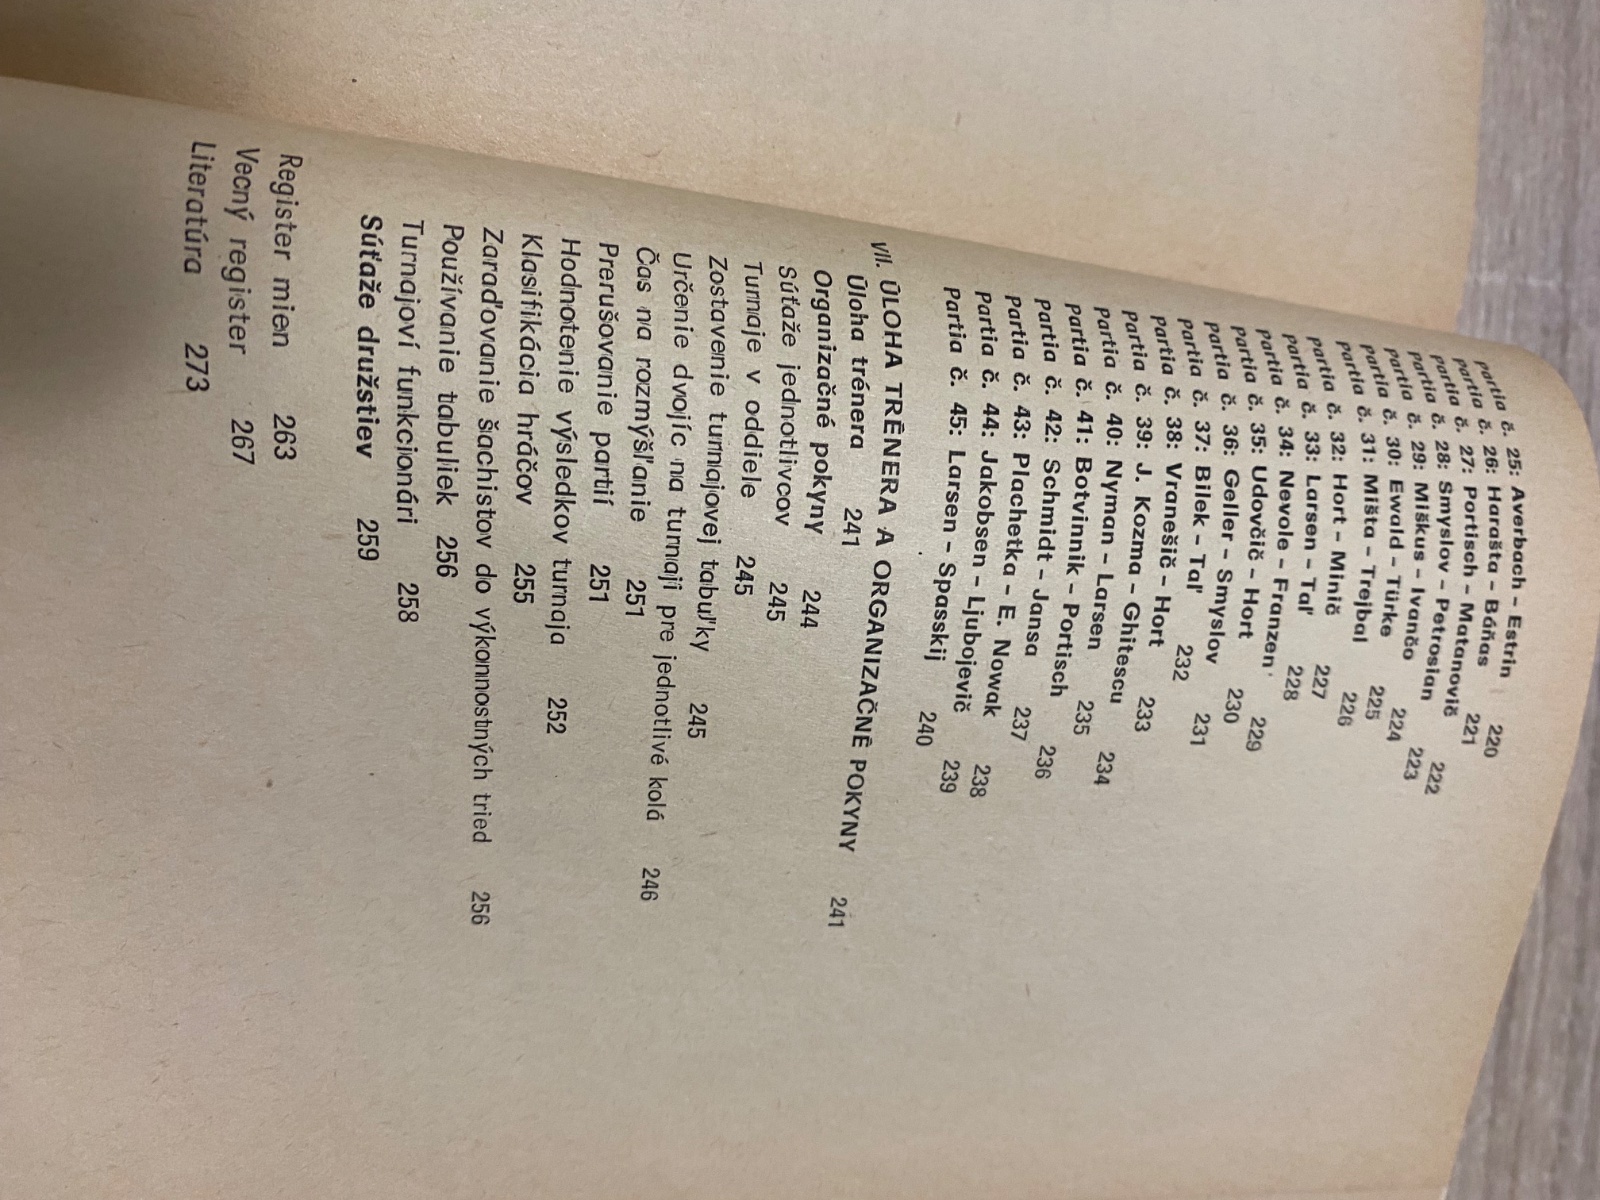 Partia č. 25: Averbach – Estrin 220
Partia č. 26: Harašta – Báňas 221
Partia č. 27: Portisch – Matanovič 222
Partia č. 28: Smyslov – Petrosian 223
Partia č. 29: Miškus – Ivančo 224
Partia č. 30: Ewald – Türke 225
Partia č. 31: Mišta – Trejbal 226
Partia č. 32: Hort – Minič 227
Partia č. 33: Larsen – Taľ 228
Partia č. 34: Nevole – Franzen 229
Partia č. 35: Udovčič – Hort 230
Partia č. 36: Geller – Smyslov 231
Partia č. 37: Bilek – Taľ 232
Partia č. 38: Vranešič – Hort 233
Partia č. 39: J. Kozma – Ghitescu 234
Partia č. 40: Nyman – Larsen 235
Partia č. 41: Botvinnik – Portisch 236
Partia č. 42: Schmidt – Jansa 237
Partia č. 43: Plachetka – E. Nowak 238
Partia č. 44: Jakobsen – Ljubojevič 239
Partia č. 45: Larsen – Spasskij 240
VII. ÚLOHA TRÉNERA A ORGANIZAČNÉ POKYNY 241
Úloha trénera 241
Organizačné pokyny 244
Súťaže jednotlivcov 245
Turnaje v oddiele 245
Zostavenie turnajovej tabuľky 245
Určenie dvojíc na turnaji pre jednotlivé kolá 246
Čas na rozmýšľanie 251
Prerušovanie partií 251
Hodnotenie výsledkov turnaja 252
Klasifikácia hráčov 255
Zaraďovanie šachistov do výkonnostných tried 256
Používanie tabuliek 256
Turnajoví funkcionári 258
Súťaže družstiev 259
Register mien 263
Vecný register 267
Literatúra 273